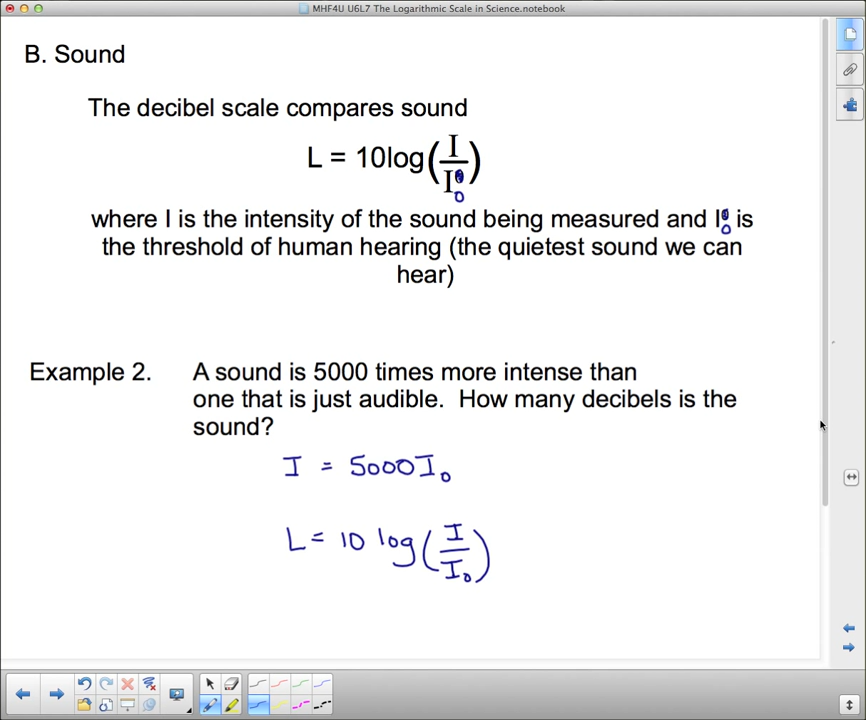 MHF4U U6L7 The Logarithmic Scale in Science.notebook
B. Sound
The decibel scale compares sound
L = 10log(I/I₀)
where I is the intensity of the sound being measured and I₀ is
the threshold of human hearing (the quietest sound we can
hear)
Example 2. A sound is 5000 times more intense than
one that is just audible. How many decibels is the
sound?
I = 5000I₀
L = 10 log(I/I₀)